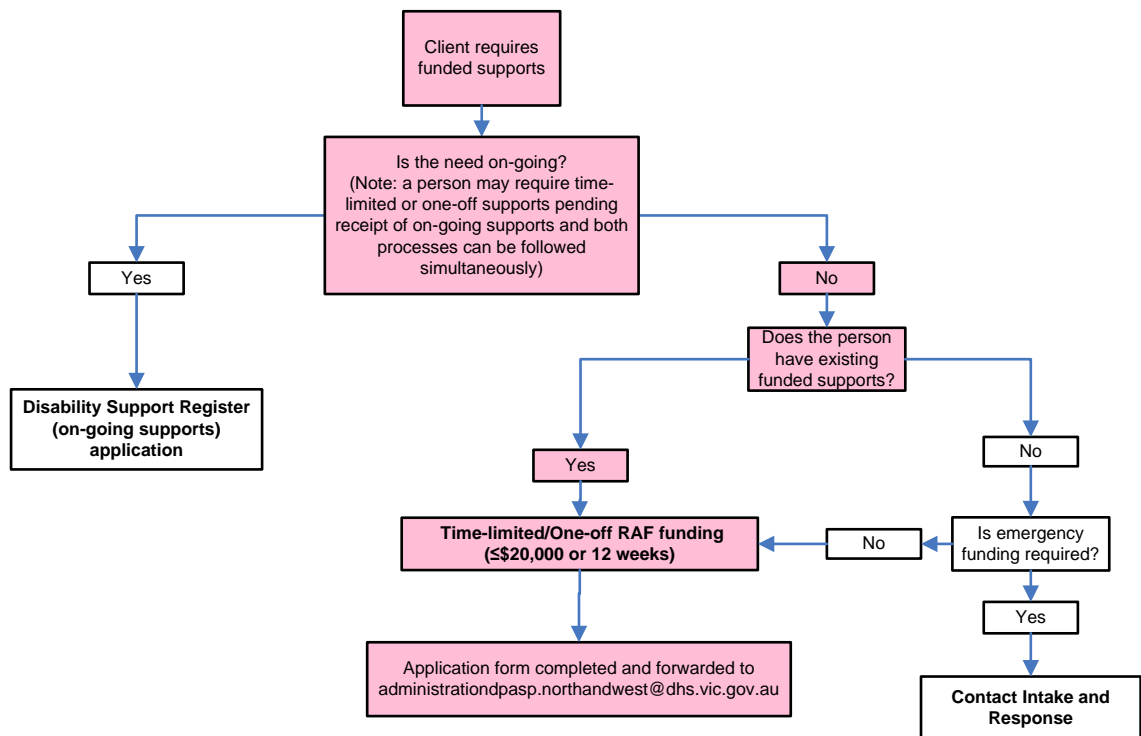 Client requires
funded supports
Is the need on-going?
(Note: a person may require time-
limited or one-off supports pending
receipt of on-going supports and both
processes can be followed
simultaneously)
Yes
No
Does the person
have existing
funded supports?
Disability Support Register
(on-going supports)
application
Yes
No
Time-limited/One-off RAF funding
(≤$20,000 or 12 weeks)
No
Is emergency
funding required?
Yes
Application form completed and forwarded to
administrationdpasp.northandwest@dhs.vic.gov.au
Contact Intake and
Response